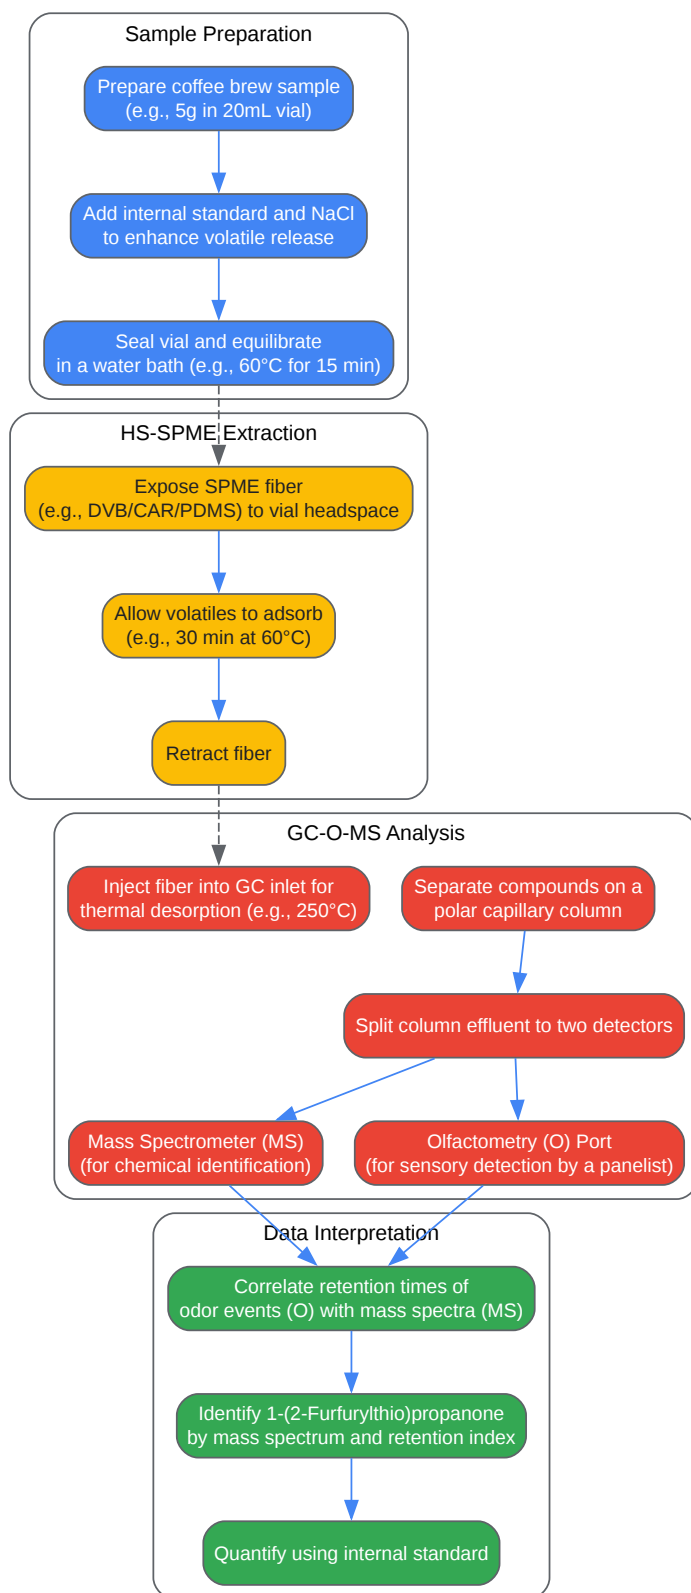 Sample Preparation
Prepare coffee brew sample
(e.g., 5g in 20mL vial)
Add internal standard and NaCl
to enhance volatile release
Seal vial and equilibrate
in a water bath (e.g., 60°C for 15 min)
HS-SPME Extraction
Expose SPME fiber
(e.g., DVB/CAR/PDMS) to vial headspace
Allow volatiles to adsorb
(e.g., 30 min at 60°C)
Retract fiber
GC-O-MS Analysis
Inject fiber into GC inlet for
thermal desorption (e.g., 250°C)
Separate compounds on a
polar capillary column
Split column effluent to two detectors
Mass Spectrometer (MS)
(for chemical identification)
Olfactometry (O) Port
(for sensory detection by a panelist)
Data Interpretation
Correlate retention times of
odor events (O) with mass spectra (MS)
Identify 1-(2-Furfurylthio)propanone
by mass spectrum and retention index
Quantify using internal standard